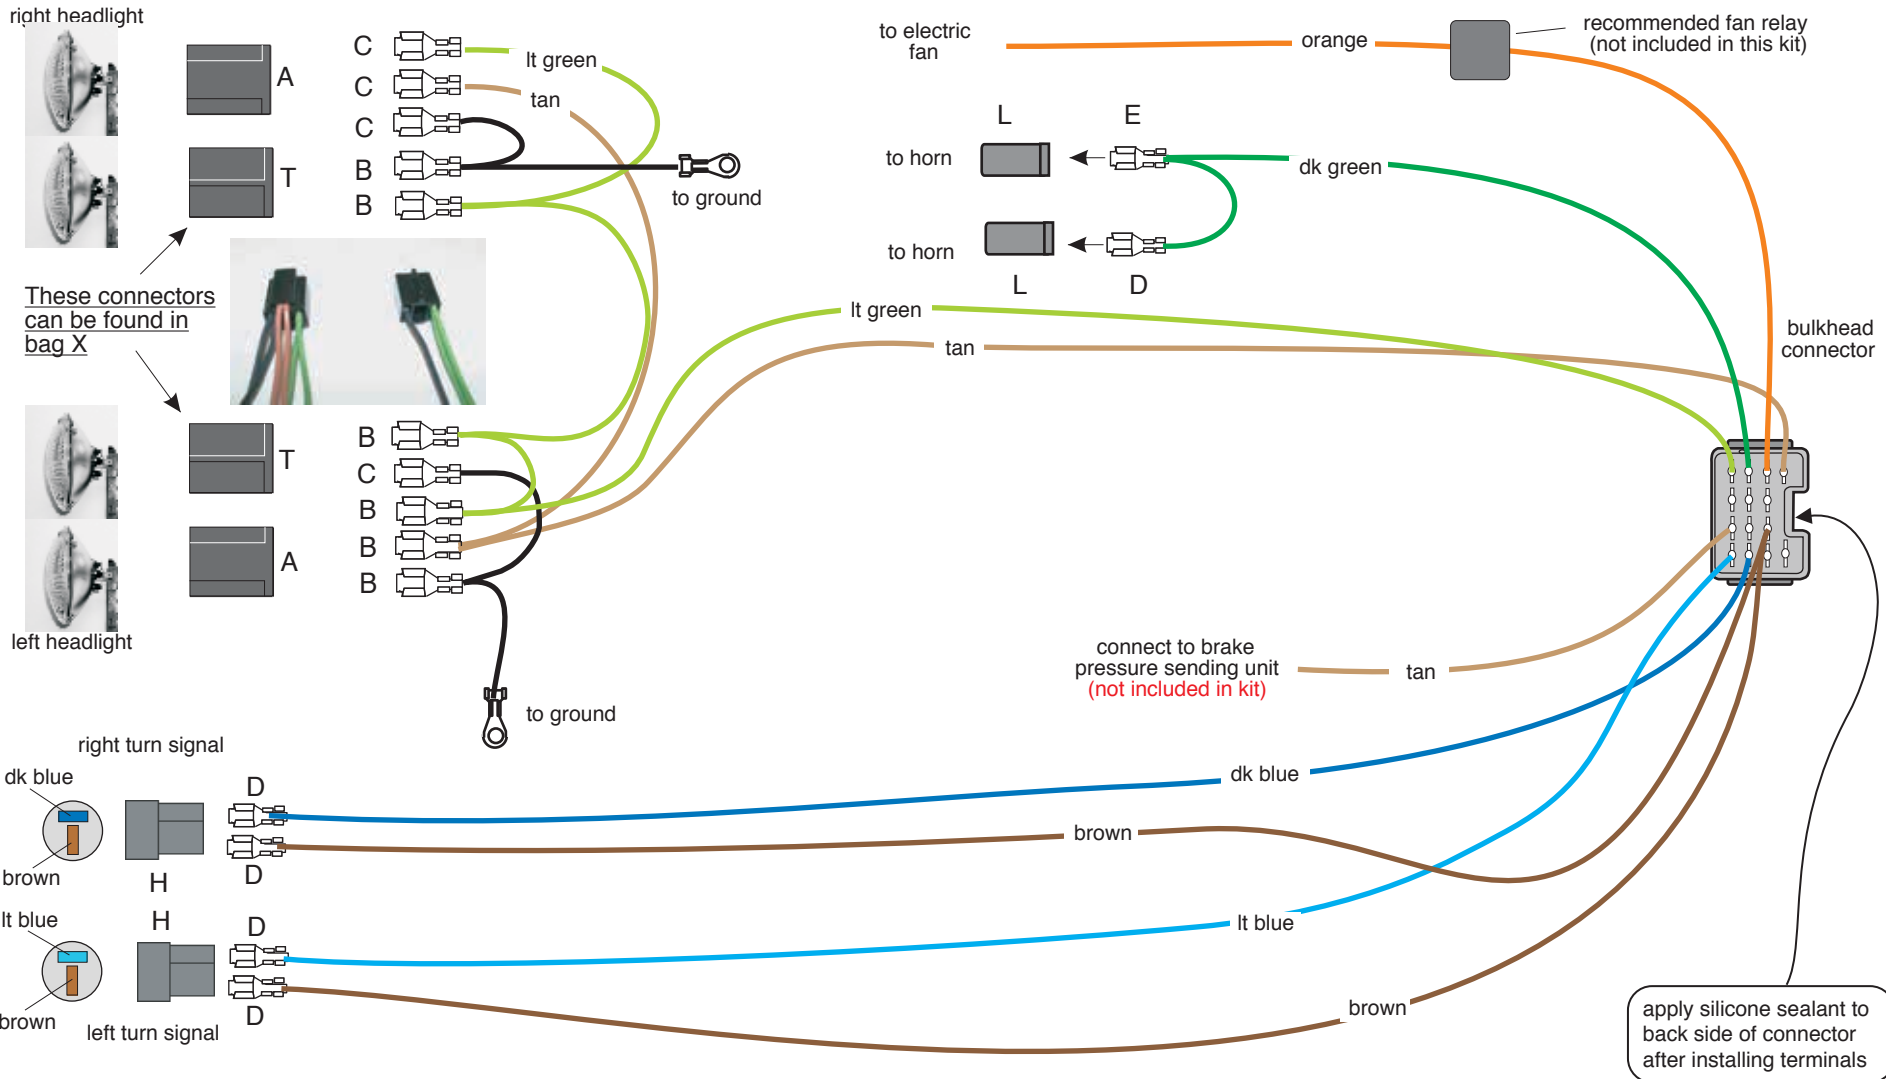 right headlight
A
T
C
C
C
B
B
lt green
tan
to ground
These connectors
can be found in
bag X
T
A
B
C
B
B
B
left headlight
to ground
to electric
fan
orange
recommended fan relay
(not included in this kit)
L
E
to horn
dk green
to horn
L
D
lt green
tan
bulkhead
connector
connect to brake
pressure sending unit
(not included in kit)
tan
right turn signal
dk blue
brown
H
D
D
dk blue
brown
lt blue
brown
H
D
D
left turn signal
lt blue
brown
apply silicone sealant to
back side of connector
after installing terminals